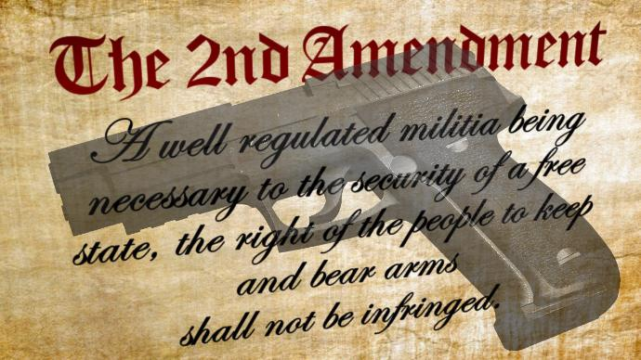 The 2nd Amendment
A well regulated militia being
necessary to the security of a free
state, the right of the people to keep
and bear arms
shall not be infringed.